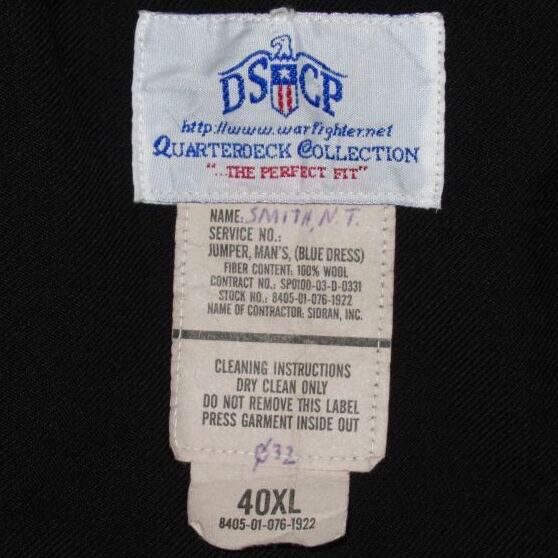 DSCP
http://www.warfighter.net
QUARTERDECK COLLECTION
"...THE PERFECT FIT"
NAME: SMITH, N.T.
SERVICE NO.:
JUMPER, MAN'S, (BLUE DRESS)
FIBER CONTENT: 100% WOOL
CONTRACT NO.: SP0100-03-D-0331
STOCK NO.: 8405-01-076-1922
NAME OF CONTRACTOR: SIDRAN, INC.
CLEANING INSTRUCTIONS
DRY CLEAN ONLY
DO NOT REMOVE THIS LABEL
PRESS GARMENT INSIDE OUT
40XL
8405-01-076-1922